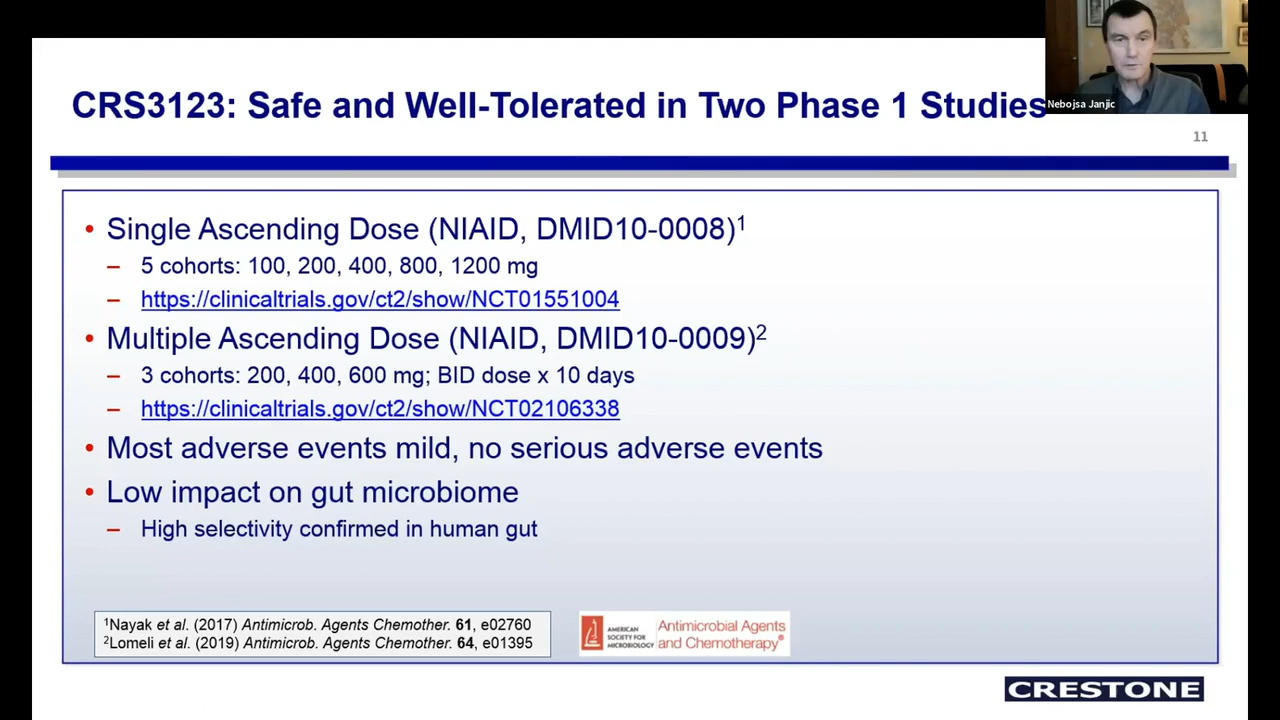 CRS3123: Safe and Well-Tolerated in Two Phase 1 Studies
Nebojsa Janjic
11
• Single Ascending Dose (NIAID, DMID10-0008)¹
– 5 cohorts: 100, 200, 400, 800, 1200 mg
– https://clinicaltrials.gov/ct2/show/NCT01551004
• Multiple Ascending Dose (NIAID, DMID10-0009)²
– 3 cohorts: 200, 400, 600 mg; BID dose x 10 days
– https://clinicaltrials.gov/ct2/show/NCT02106338
• Most adverse events mild, no serious adverse events
• Low impact on gut microbiome
– High selectivity confirmed in human gut
¹Nayak et al. (2017) Antimicrob. Agents Chemother. 61, e02760
²Lomeli et al. (2019) Antimicrob. Agents Chemother. 64, e01395
AMERICAN
SOCIETY FOR
MICROBIOLOGY
Antimicrobial Agents
and Chemotherapy®
CRESTONE